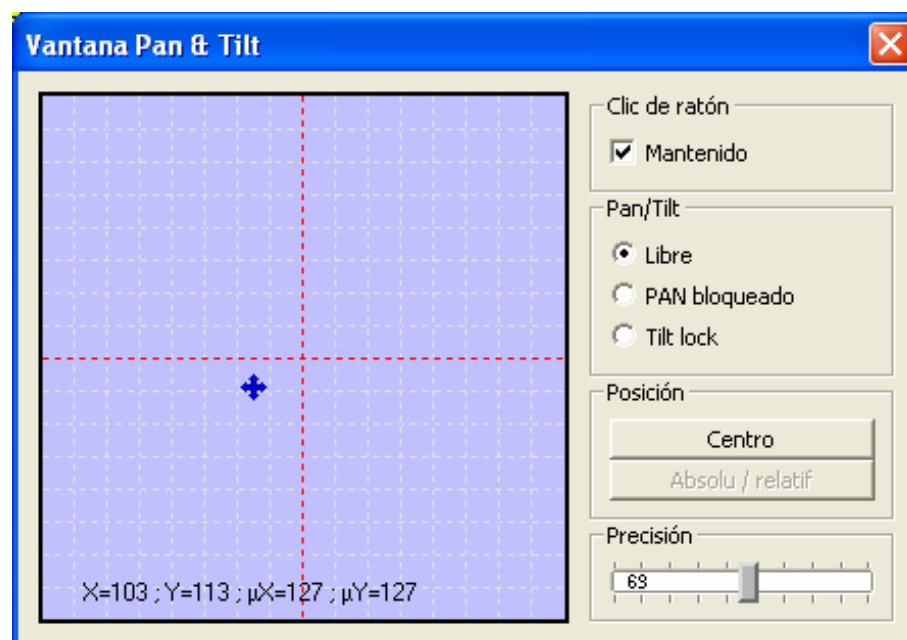 Vantana Pan & Tilt
Clic de ratón
Mantenido
Pan/Tilt
Libre
PAN bloqueado
Tilt lock
Posición
Centro
Absolu / relatif
Precisión
63
X=103 ; Y=113 ; µX=127 ; µY=127